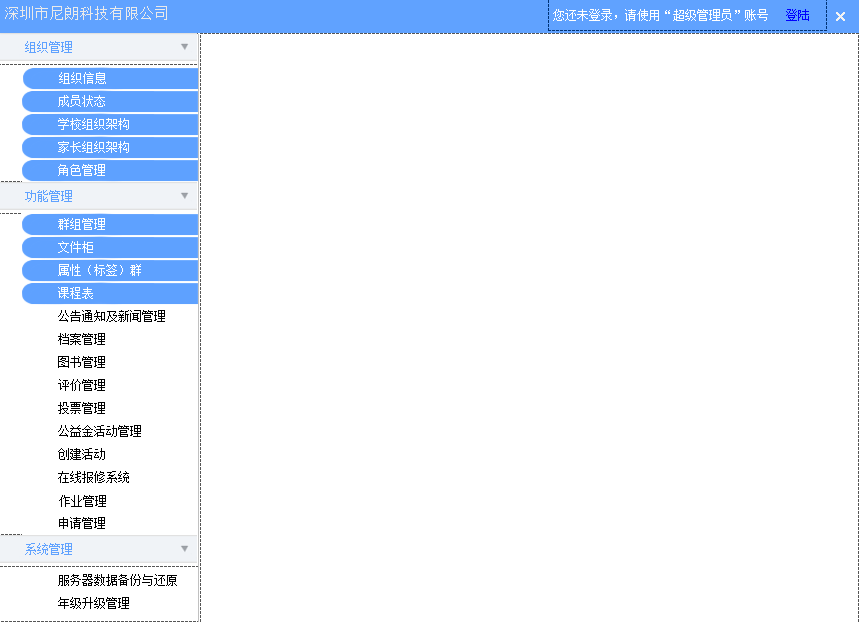 深圳市尼朗科技有限公司
您还未登录，请使用“超级管理员”账号 登陆
组织管理
组织信息
成员状态
学校组织架构
家长组织架构
角色管理
功能管理
群组管理
文件柜
属性（标签）群
课程表
公告通知及新闻管理
档案管理
图书管理
评价管理
投票管理
公益金活动管理
创建活动
在线报修系统
作业管理
申请管理
系统管理
服务器数据备份与还原
年级升级管理